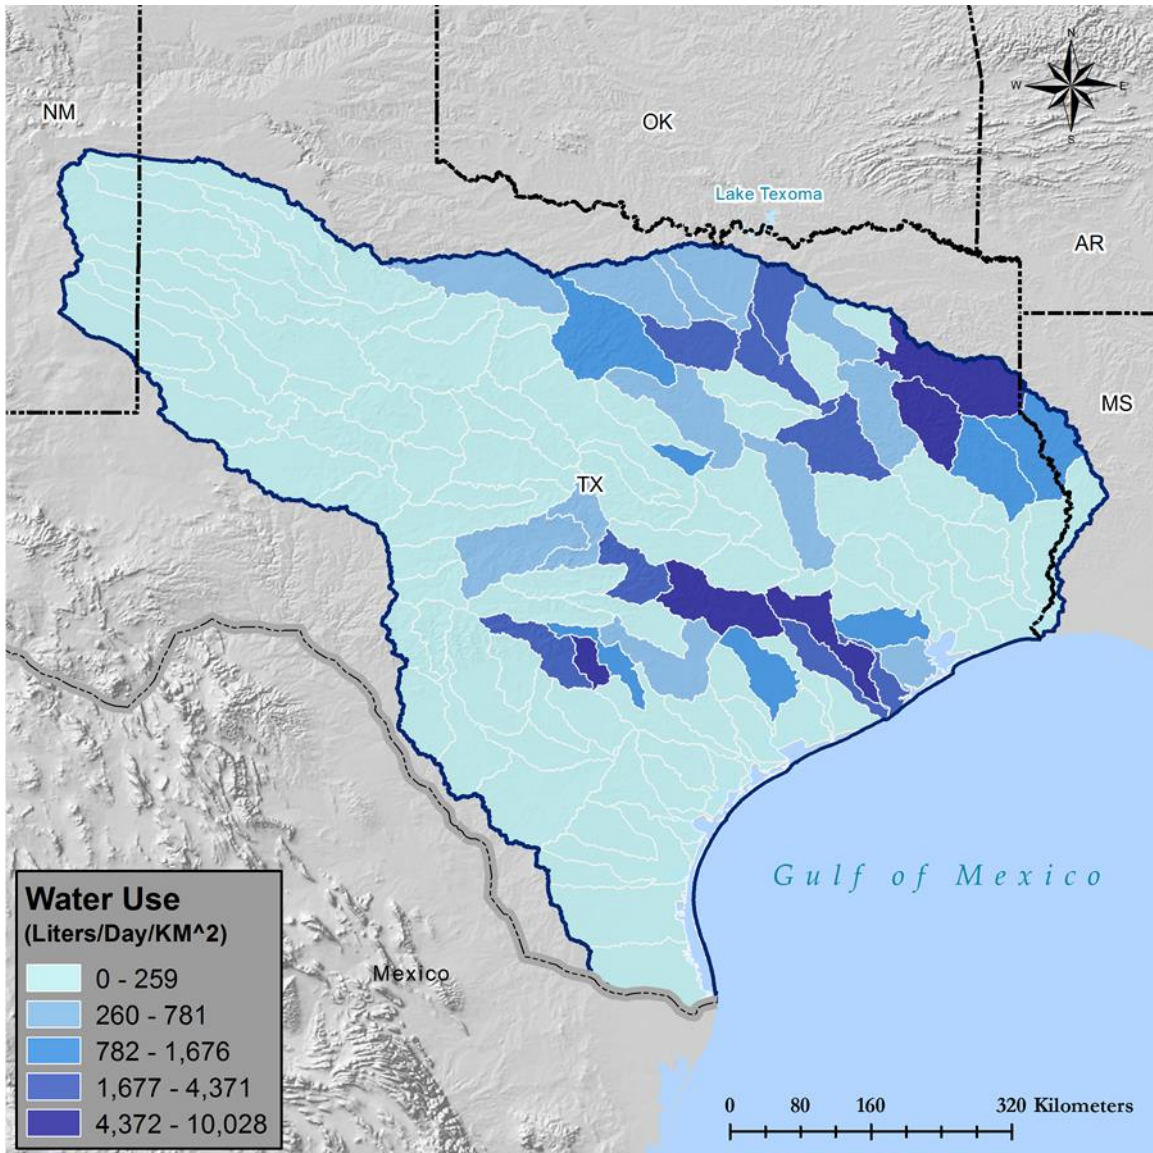 N
W E
S
NM
OK
Lake Texoma
AR
MS
TX
Gulf of Mexico
Mexico
Water Use
(Liters/Day/KM^2)
0 - 259
260 - 781
782 - 1,676
1,677 - 4,371
4,372 - 10,028
0 80 160 320 Kilometers